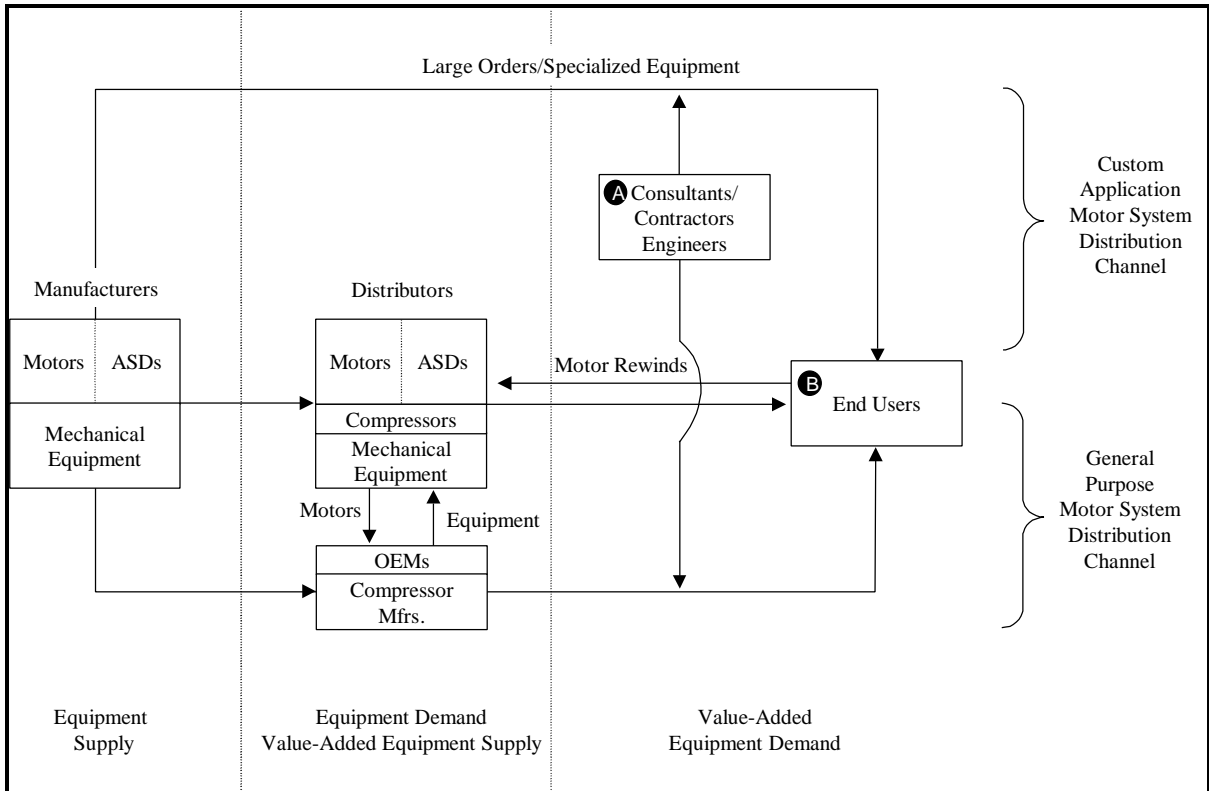 Large Orders/Specialized Equipment
A Consultants/
Contractors
Engineers
Custom
Application
Motor System
Distribution
Channel
Manufacturers
Motors
ASDs
Mechanical
Equipment
Distributors
Motors
ASDs
Compressors
Mechanical
Equipment
Motor Rewinds
B
End Users
Motors
Equipment
OEMs
Compressor
Mfrs.
General
Purpose
Motor System
Distribution
Channel
Equipment
Supply
Equipment Demand
Value-Added Equipment Supply
Value-Added
Equipment Demand